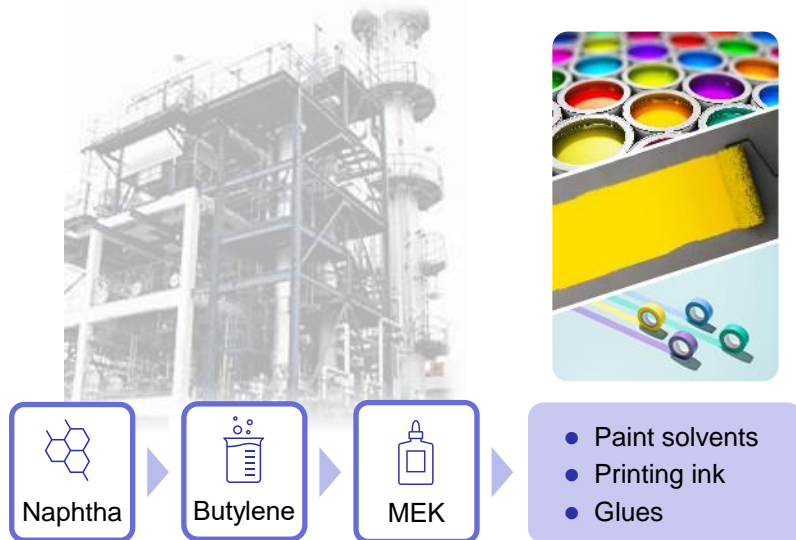 Naphtha
Butylene
MEK
Paint solvents
Printing ink
Glues